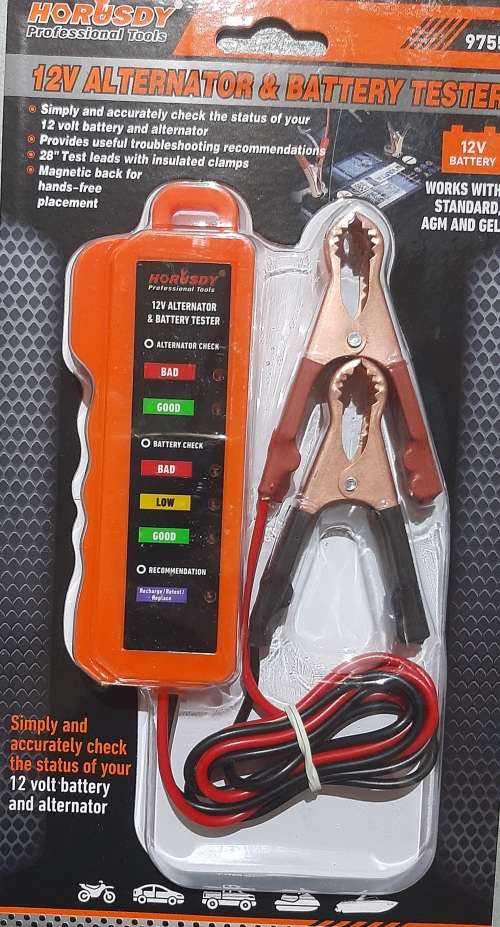 HORUSDY®
Professional Tools
9755
12V ALTERNATOR & BATTERY TESTER
Simply and accurately check the status of your
12 volt battery and alternator
Provides useful troubleshooting recommendations
28" Test leads with insulated clamps
Magnetic back for
hands-free
placement
12V
BATTERY
WORKS WITH
STANDARD,
AGM AND GEL
HORUSDY®
Professional Tools
12V ALTERNATOR
& BATTERY TESTER
ALTERNATOR CHECK
BAD
GOOD
BATTERY CHECK
BAD
LOW
GOOD
RECOMMENDATION
Recharge/Retest/
Replace
Simply and
accurately check
the status of your
12 volt battery
and alternator